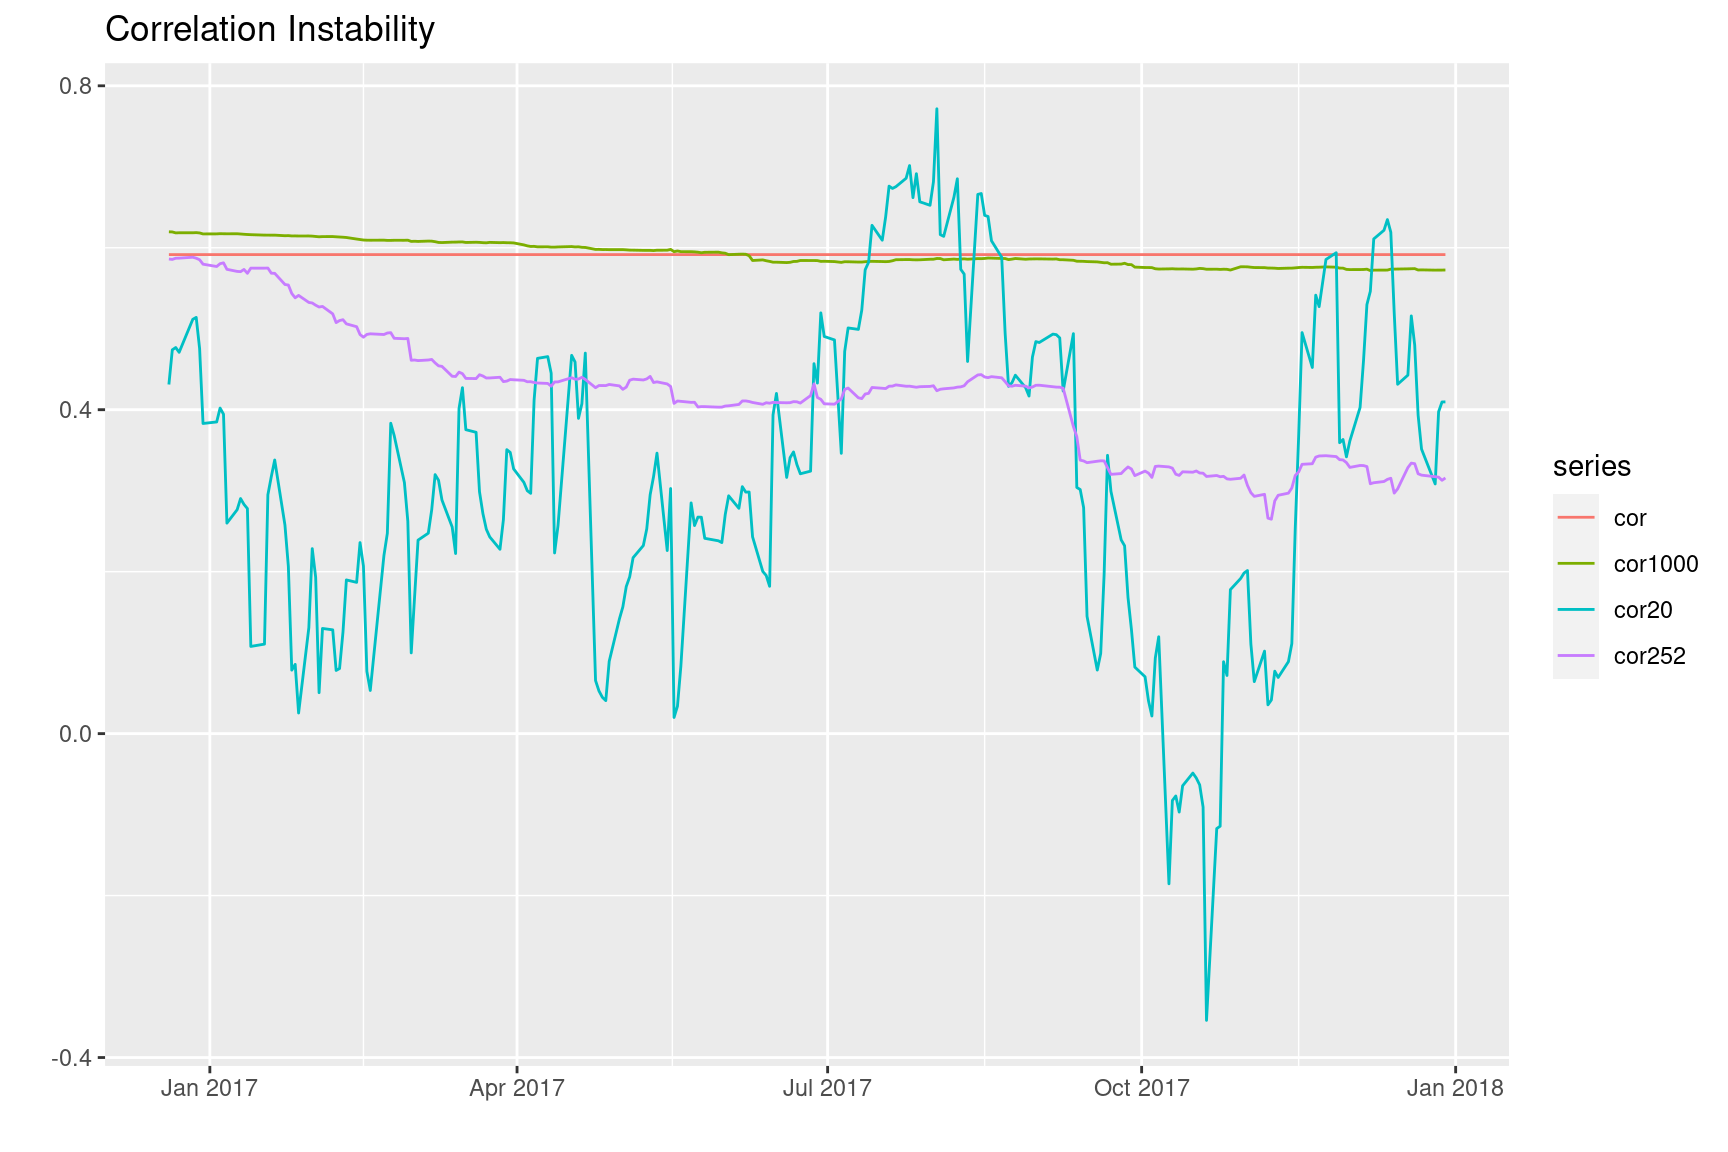 Correlation Instability
0.8
0.4
0.0
-0.4
Jan 2017
Apr 2017
Jul 2017
Oct 2017
Jan 2018
series
cor
cor1000
cor20
cor252